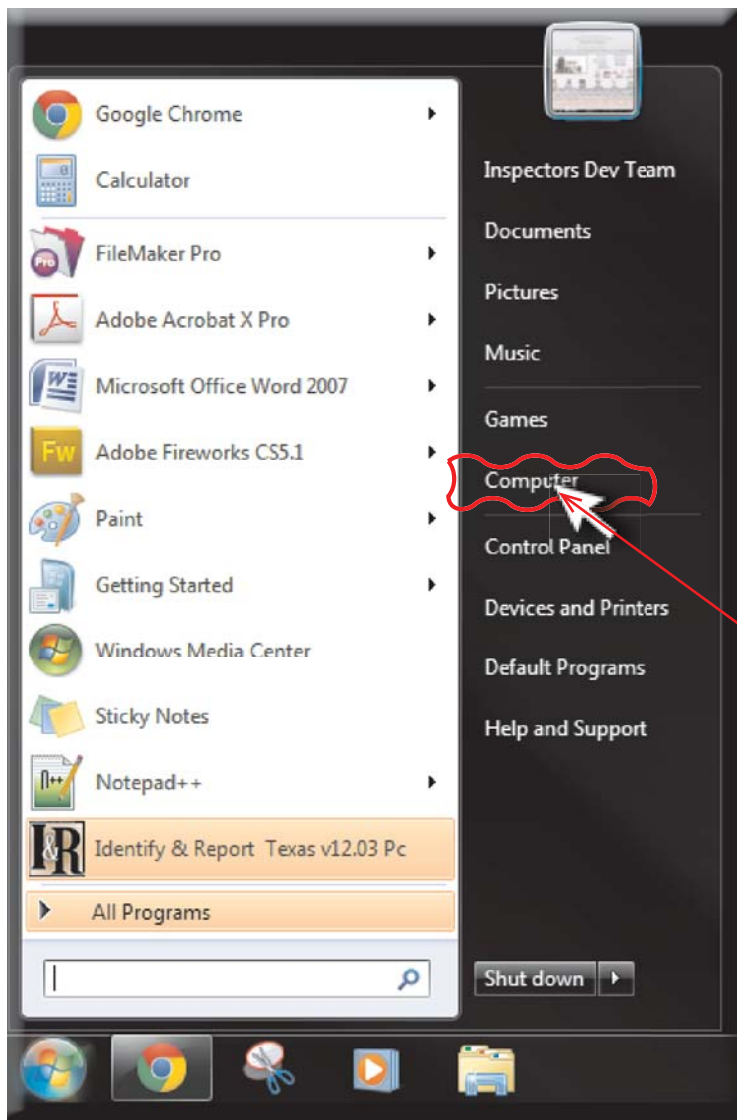 Google Chrome
Calculator
FileMaker Pro
Adobe Acrobat X Pro
Microsoft Office Word 2007
Adobe Fireworks CS5.1
Paint
Getting Started
Windows Media Center
Sticky Notes
Notepad++
Identify & Report Texas v12.03 Pc
All Programs
Inspectors Dev Team
Documents
Pictures
Music
Games
Computer
Control Panel
Devices and Printers
Default Programs
Help and Support
Shut down
Pro
W
Fw
n++
I&R